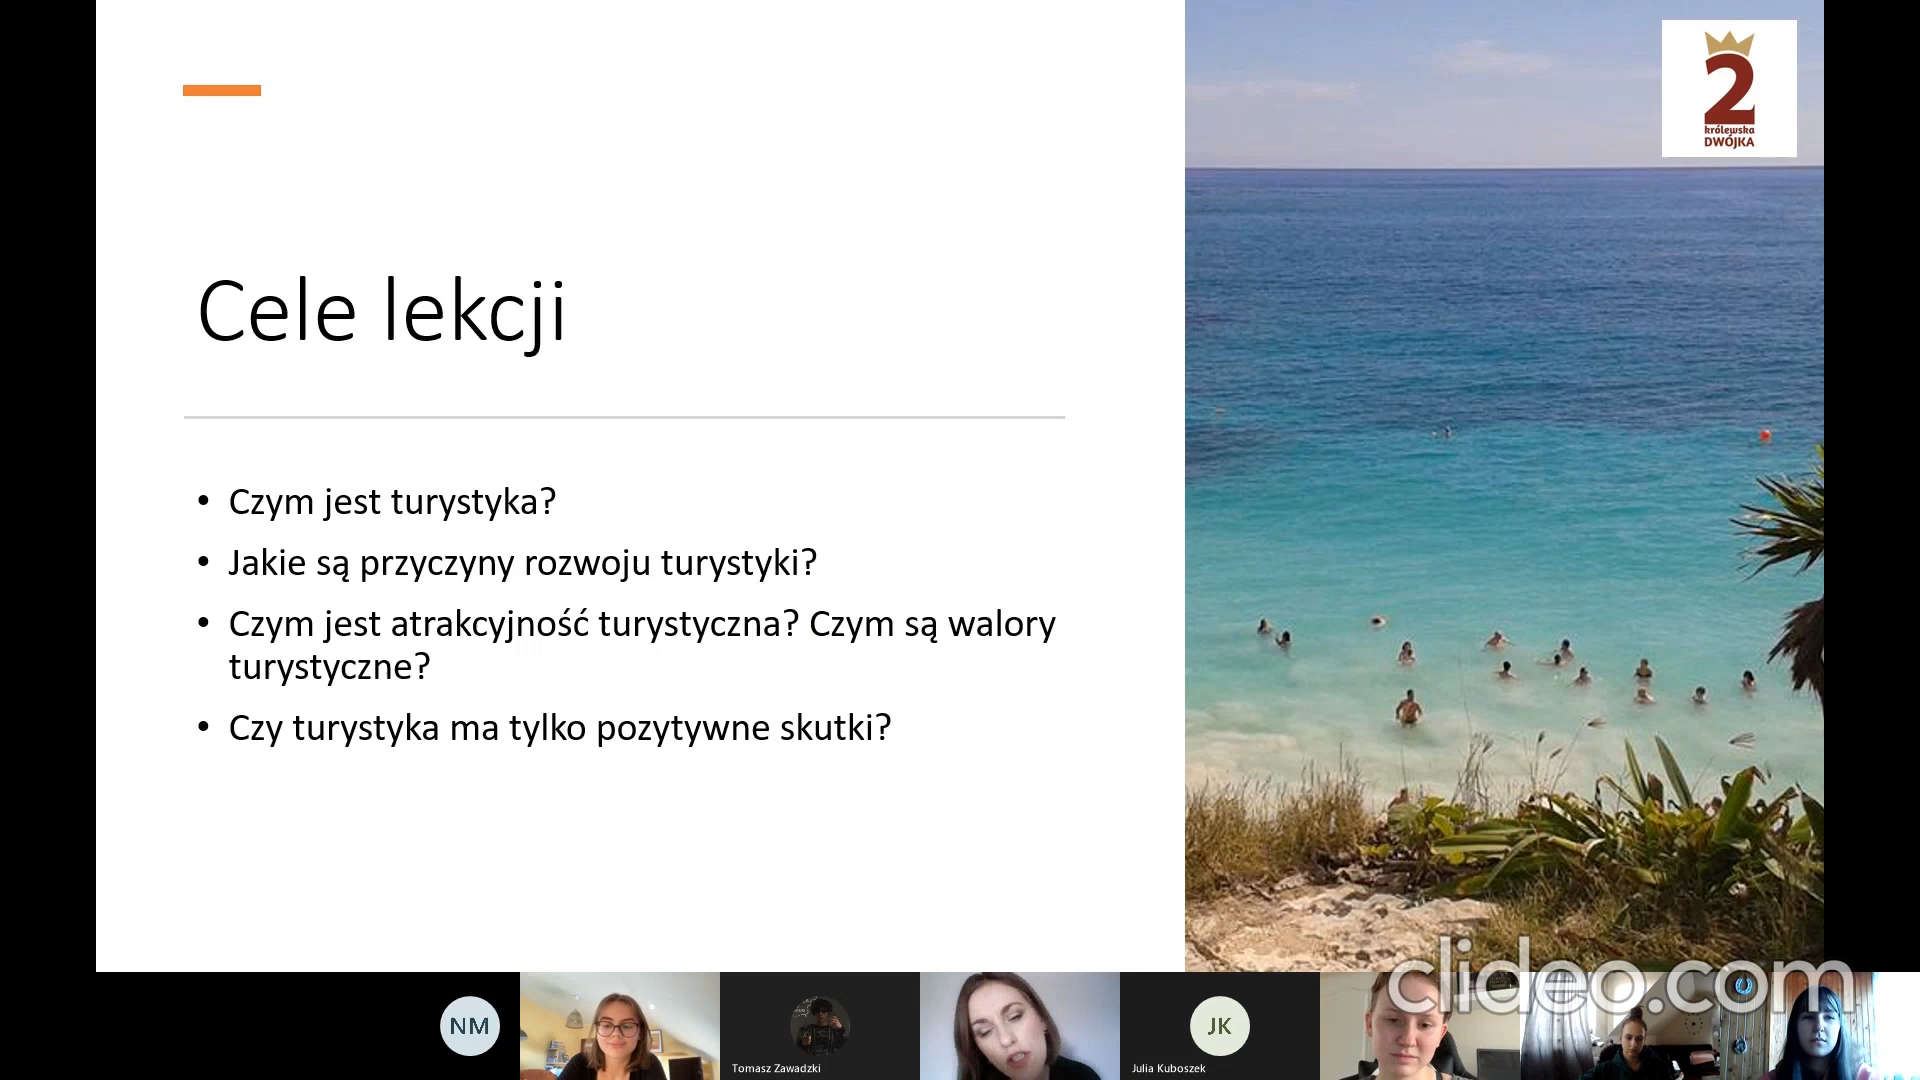 2
królewska
DWÓJKA
Cele lekcji
• Czym jest turystyka?
• Jakie są przyczyny rozwoju turystyki?
• Czym jest atrakcyjność turystyczna? Czym są walory
turystyczne?
• Czy turystyka ma tylko pozytywne skutki?
clideo.com
NM
Tomasz Zawadzki
JK
Julia Kuboszek